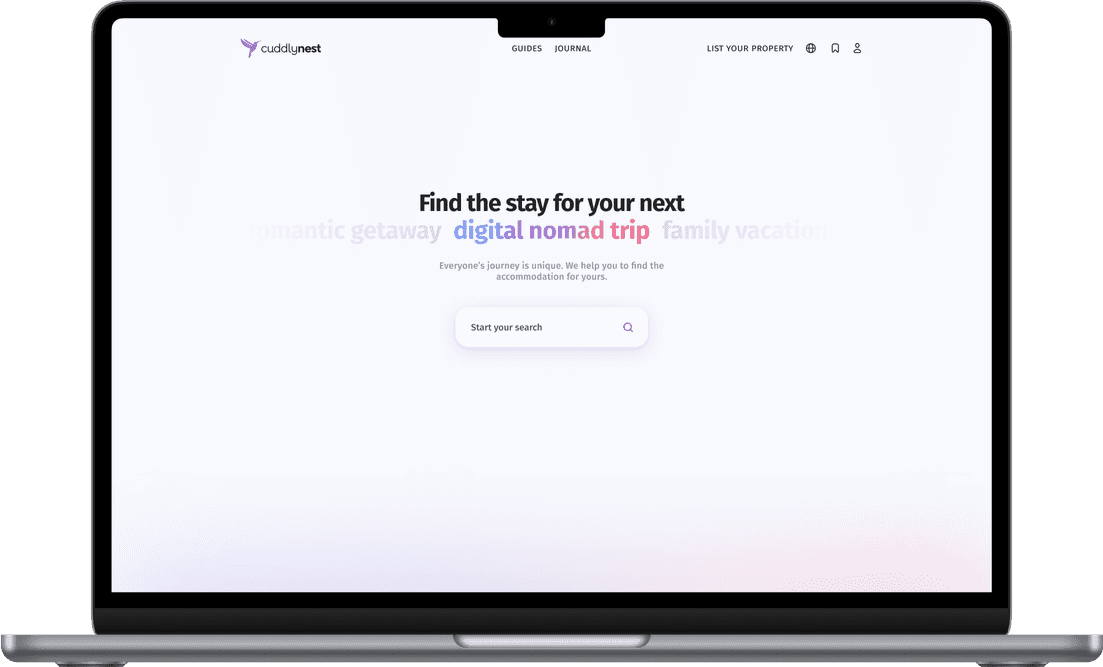 cuddlynest
GUIDES JOURNAL
LIST YOUR PROPERTY
Find the stay for your next
omantic getaway digital nomad trip family vacation
Everyone's journey is unique. We help you to find the
accommodation for yours.
Start your search